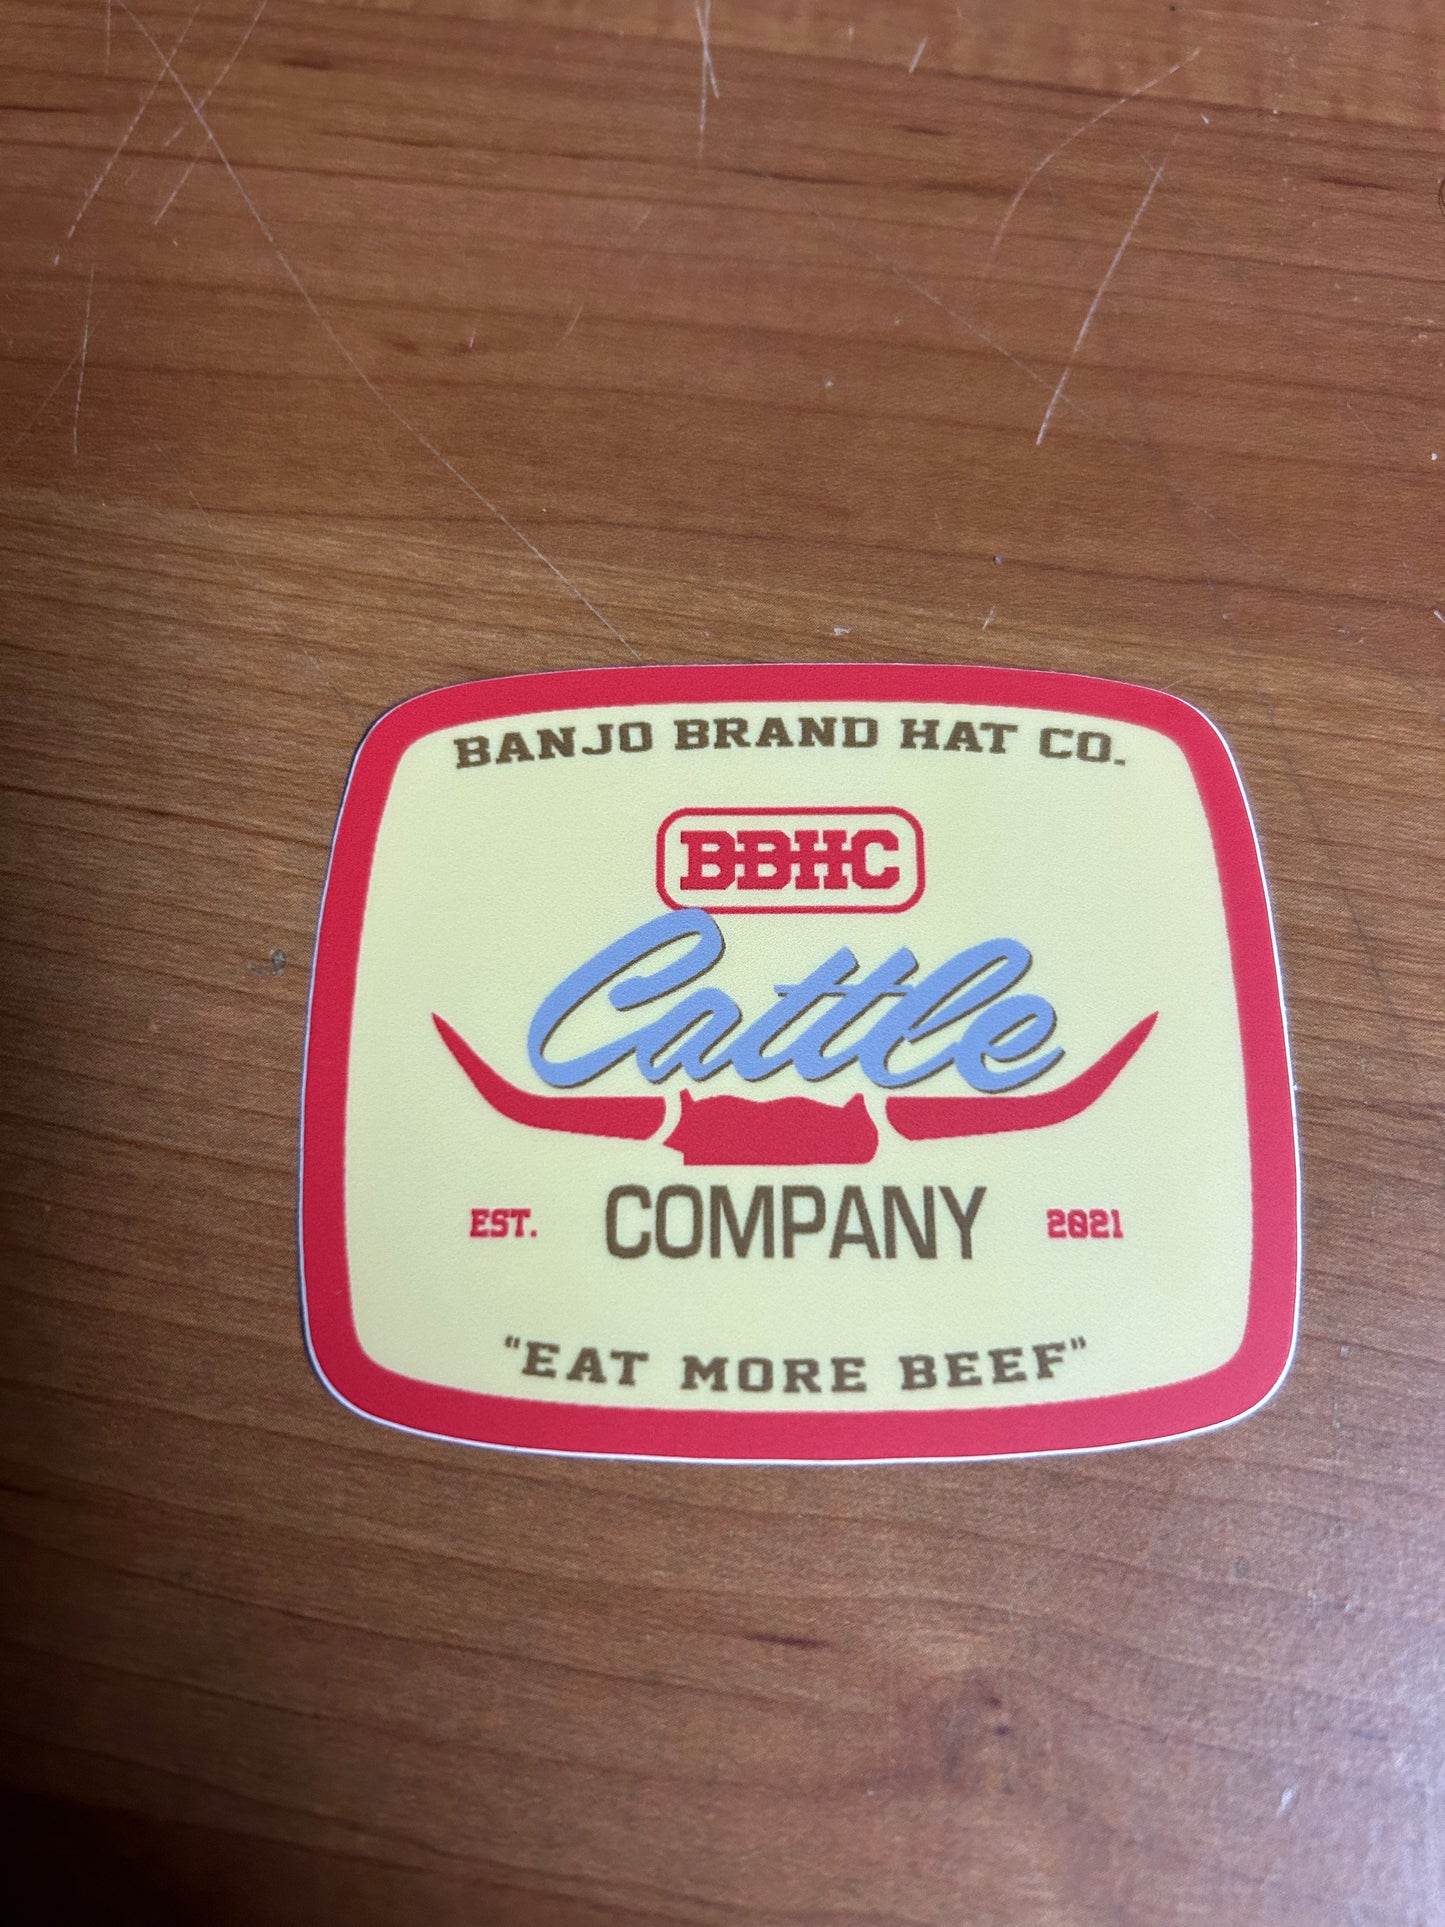 BANJO BRAND HAT CO.
BBHC
Cattle
EST. COMPANY 2021
"EAT MORE BEEF"